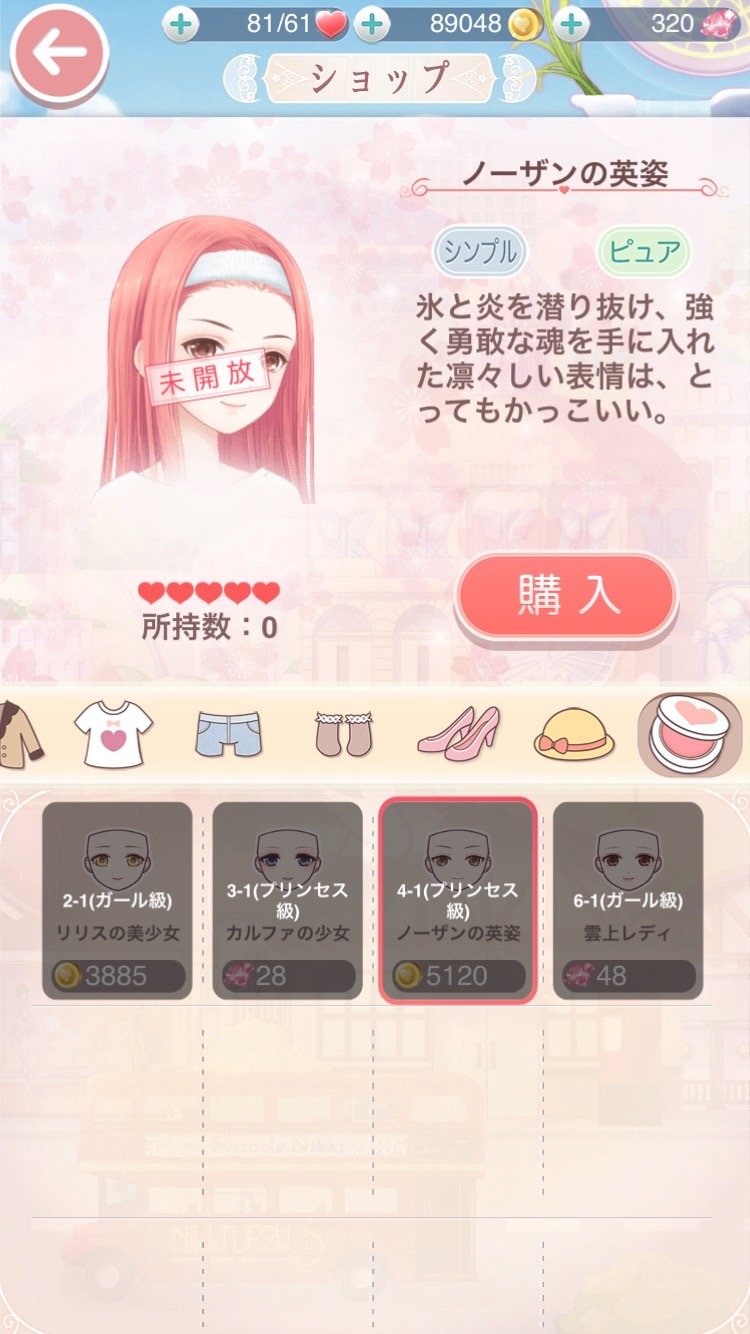 81/61
89048
320
ショップ
ノーザンの英姿
シンプル
ピュア
氷と炎を潜り抜け、強
く勇敢な魂を手に入れ
た凛々しい表情は、と
ってもかっこいい。
未開放
所持数：0
購入
2-1(ガール級)
リリスの美少女
3885
3-1(プリンセス
級)
カルファの少女
28
4-1(プリンセス
級)
ノーザンの英姿
5120
6-1(ガール級)
雲上レディ
48